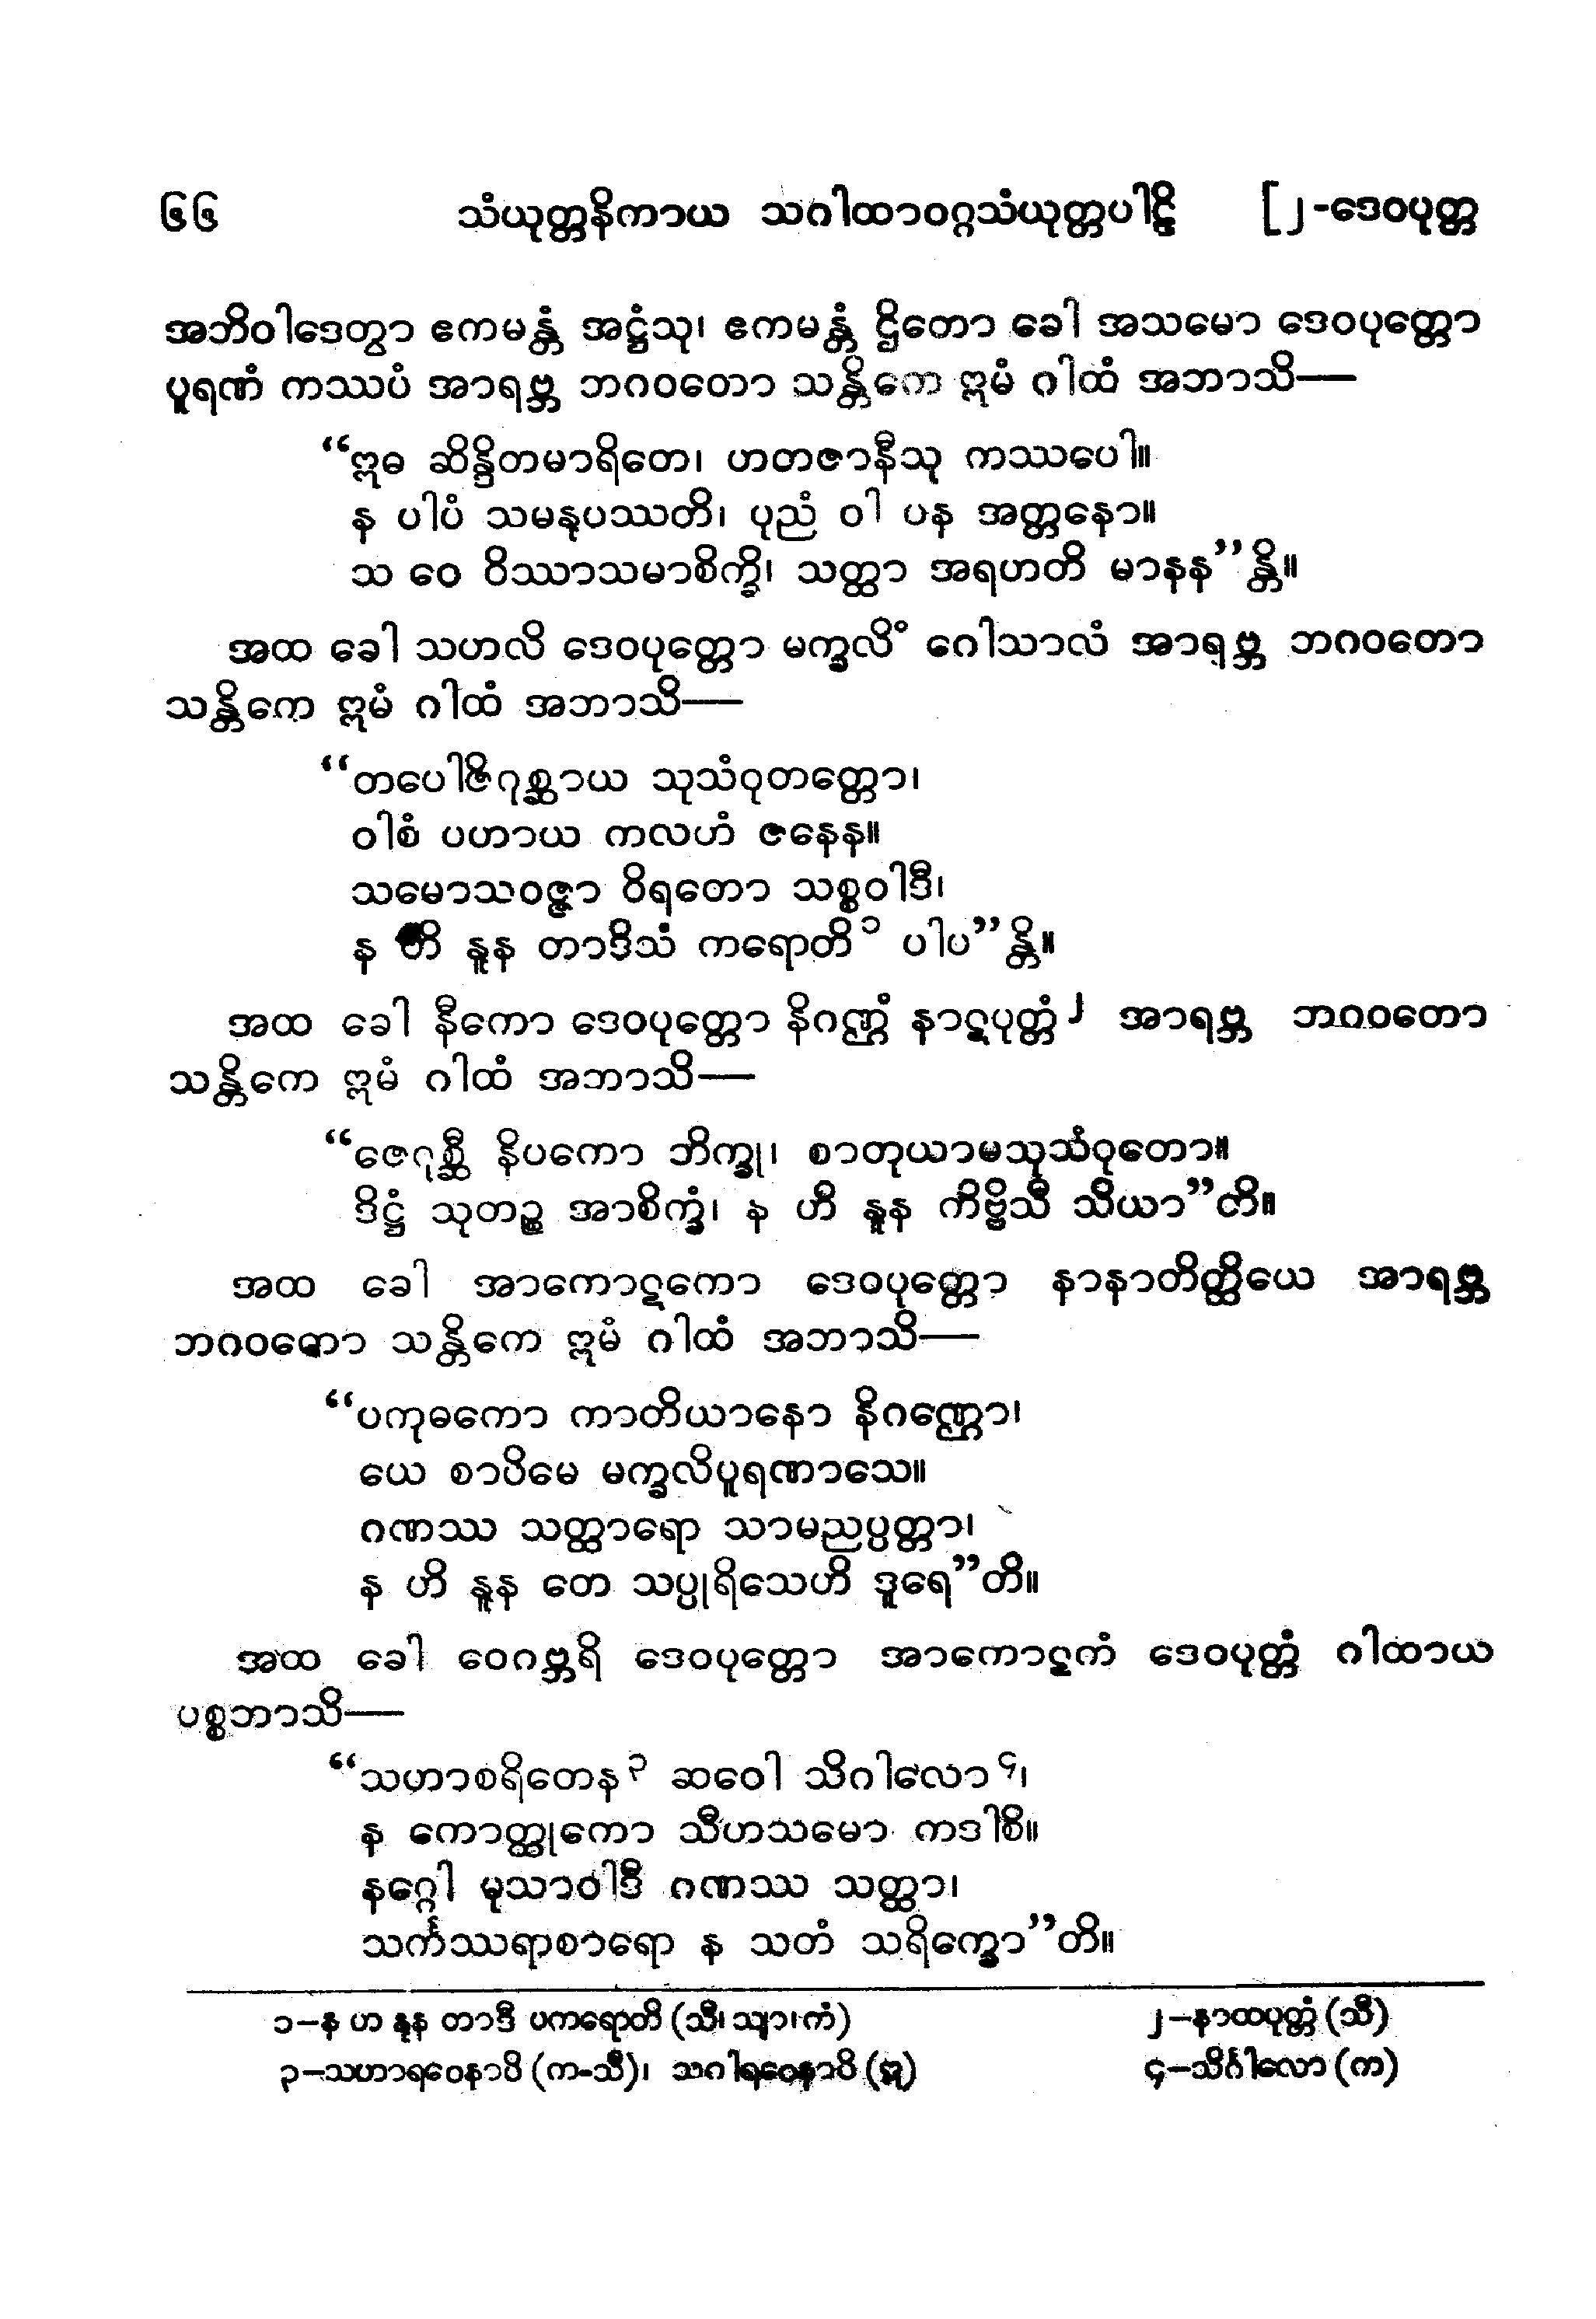 ၆၆ သံယုတ္တနိကာယ သဂါထာဝဂ္ဂသံယုတ္တပါဠိ [၂-ဒေဝပုတ္တ
အဘိဝါဒေတွာ ဧကမန္တံ အဋ္ဌံသု၊ ဧကမန္တံ ဌိတော ခေါ အသမော ဒေဝပုတ္တော
ပူရဏံ ကဿပံ အာရဗ္ဘ ဘဂဝတော သန္တိကေ ဣမံ ဂါထံ အဘာသိ—
“ဣဓ ဆိန္ဒိတမာရိတေ၊ ဟတဇာနီသု ကဿပေါ။
န ပါပံ သမနုပဿတိ၊ ပုညံ ဝါ ပန အတ္တနော။
သ ဝေ ဝိဿာသမာစိက္ခိ၊ သတ္ထာ အရဟတိ မာနန”န္တိ။
အထ ခေါ သဟလိ ဒေဝပုတ္တော မက္ခလိံ ဂေါသာလံ အာရဗ္ဘ ဘဂဝတော
သန္တိကေ ဣမံ ဂါထံ အဘာသိ—
“တပေါဇိဂုစ္ဆာယ သုသံဝုတတ္တော၊
ဝါစံ ပဟာယ ကလဟံ ဇနေန။
သမောသဝဇ္ဇာ ဝိရတော သစ္စဝါဒီ၊
န ဟိ နူန တာဒိသံ ကရောတိ ၁ ပါပ”န္တိ။
အထ ခေါ နီကော ဒေဝပုတ္တော နိဂဏ္ဌံ နာဋပုတ္တံ ၂ အာရဗ္ဘ ဘဂဝတော
သန္တိကေ ဣမံ ဂါထံ အဘာသိ—
“ဇေဂုစ္ဆီ နိပကော ဘိက္ခု၊ စာတုယာမသုသံဝုတော။
ဒိဋ္ဌံ သုတဉ္စ အာစိက္ခံ၊ န ဟိ နူန ကိဗ္ဗိသီ သိယာ”တိ။
အထ ခေါ အာကောဋကော ဒေဝပုတ္တော နာနာတိတ္ထိယေ အာရဗ္ဘ
ဘဂဝတော သန္တိကေ ဣမံ ဂါထံ အဘာသိ—
“ပကုဓကော ကာတိယာနော နိဂဏ္ဌော၊
ယေ စာပိမေ မက္ခလိပူရဏာသေ။
ဂဏဿ သတ္ထာရော သာမညပ္ပတ္တာ၊
န ဟိ နူန တေ သပ္ပုရိသေဟိ ဒူရေ”တိ။
အထ ခေါ ဝေဂဗ္ဘရိ ဒေဝပုတ္တော အာကောဋကံ ဒေဝပုတ္တံ ဂါထာယ
ပစ္စဘာသိ—
“သဟာစရိတေန ၃ ဆဝေါ သိဂါလော ၄၊
န ကောတ္ထုကော သီဟသမော ကဒါစိ။
နဂ္ဂေါ မုသာဝါဒီ ဂဏဿ သတ္ထာ၊
သင်္ကဿရာစာရော န သတံ သရိက္ခော”တိ။
၁–န ဟ နူန တာဒီ ပကရောတိ (သီ၊ သျာ၊ ကံ) ၂–နာထပုတ္တံ (သီ)
၃–သဟာရဝေနာပိ (က-သီ)၊ သဂါရဝေနာပိ (ဣ) ၄–သိင်္ဂါလော (က)